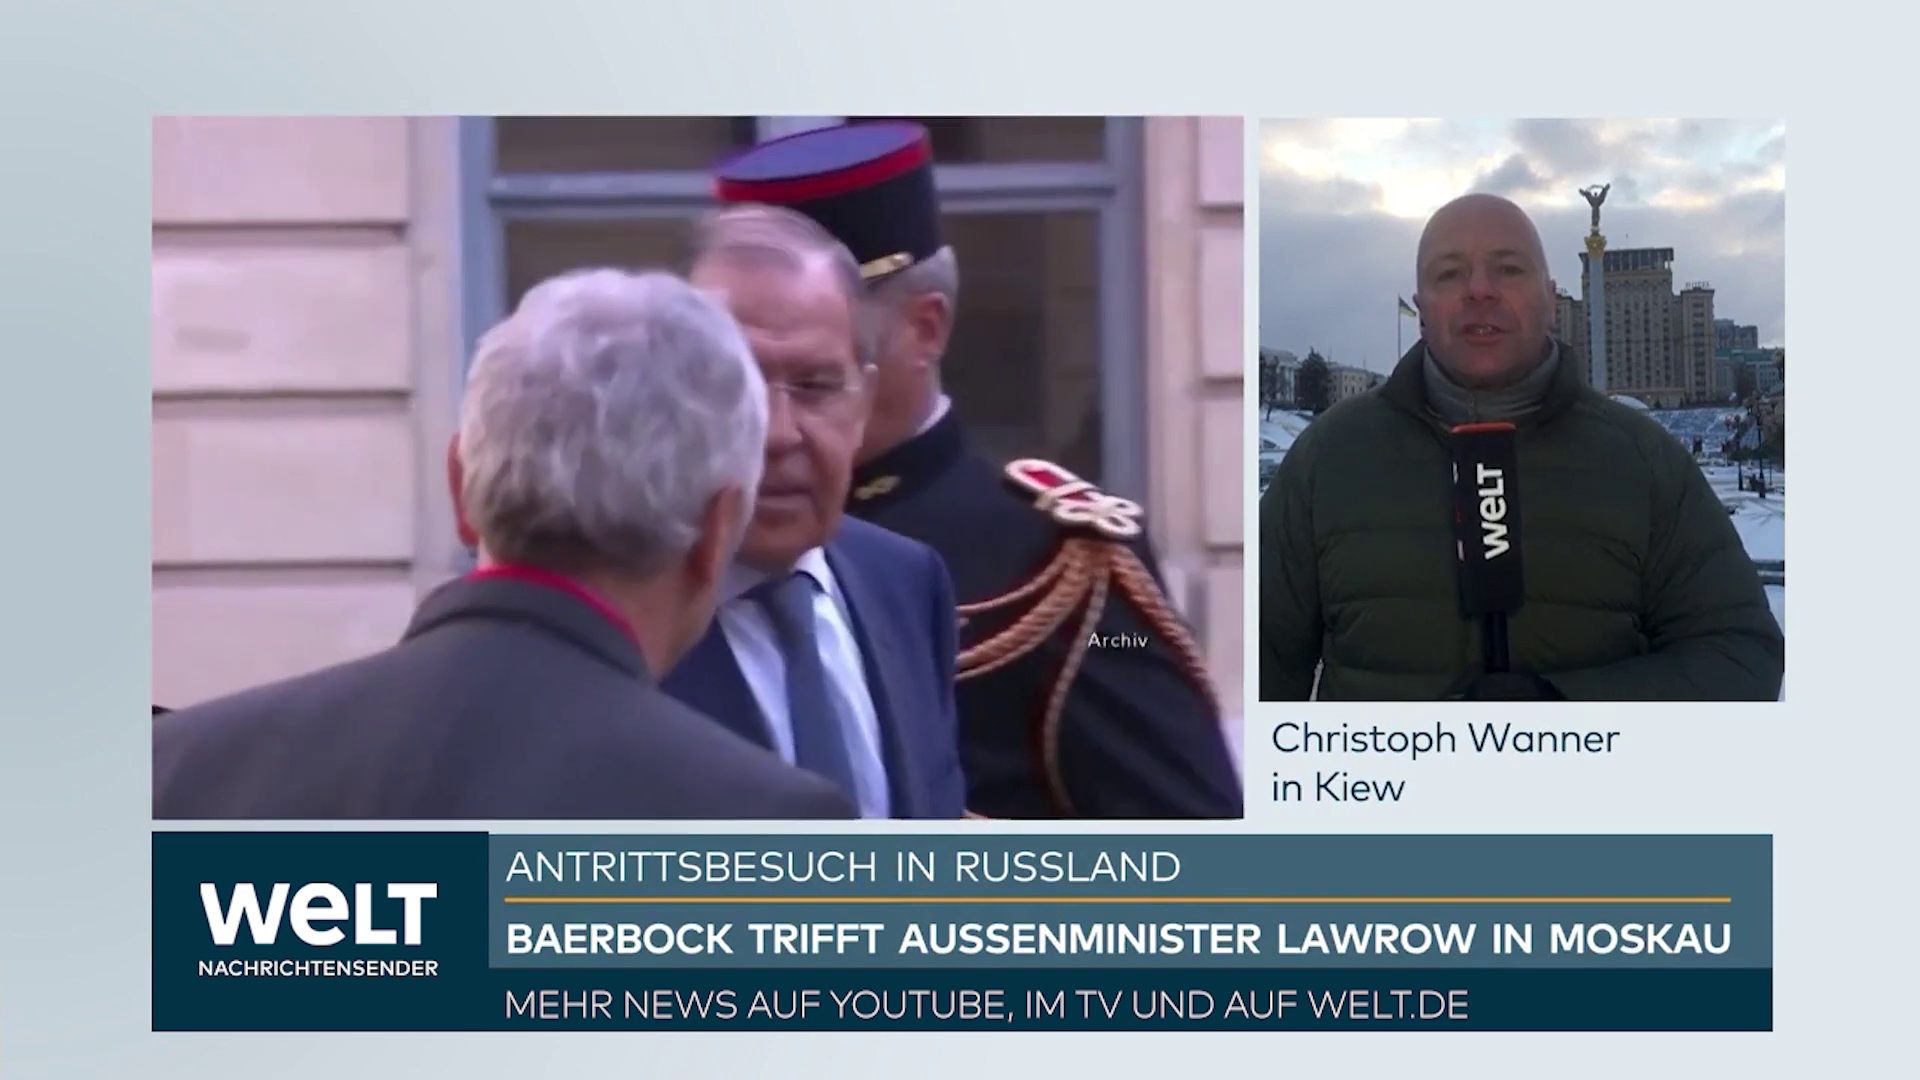 Archiv
WELT
Christoph Wanner
in Kiew
WELT
NACHRICHTENSENDER
ANTRITTSBESUCH IN RUSSLAND
BAERBOCK TRIFFT AUSSENMINISTER LAWROW IN MOSKAU
MEHR NEWS AUF YOUTUBE, IM TV UND AUF WELT.DE